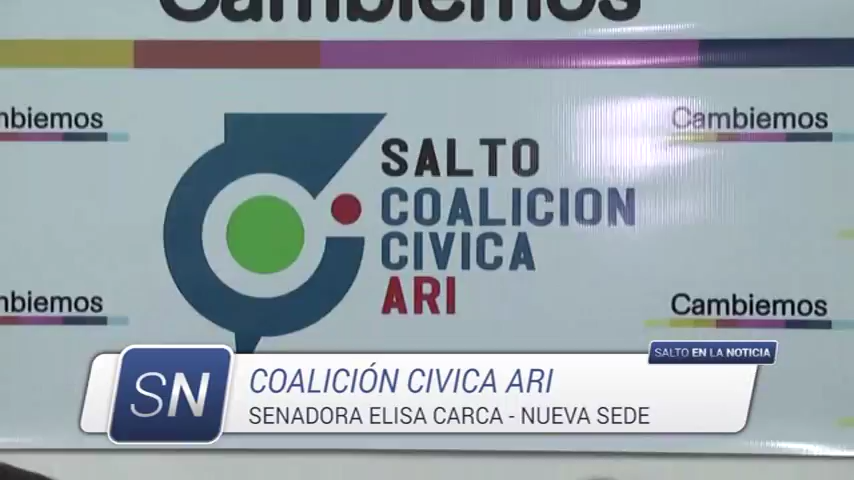 Cambiemos
Cambiemos
Cambiemos
SALTO
COALICION
CIVICA
ARI
Cambiemos
Cambiemos
SALTO EN LA NOTICIA
SN
COALICIÓN CIVICA ARI
SENADORA ELISA CARCA - NUEVA SEDE